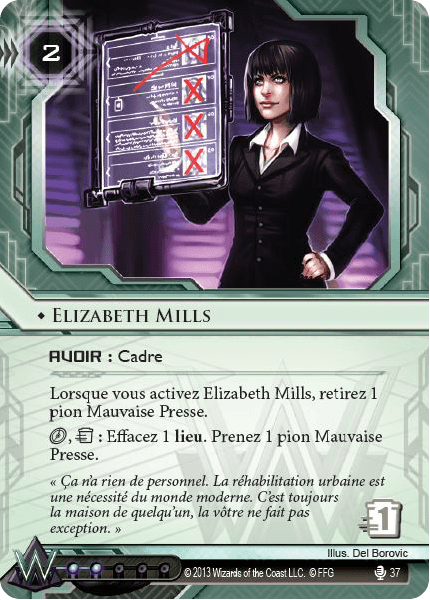 2
ELIZABETH MILLS
AVOIR : Cadre
Lorsque vous activez Elizabeth Mills, retirez 1
pion Mauvaise Presse.
, : Effacez 1 lieu. Prenez 1 pion Mauvaise
Presse.
« Ça n'a rien de personnel. La réhabilitation urbaine est
une nécessité du monde moderne. C'est toujours
la maison de quelqu'un, la vôtre ne fait pas
exception. »
1
Illus. Del Borovic
© 2013 Wizards of the Coast LLC. © FFG
37